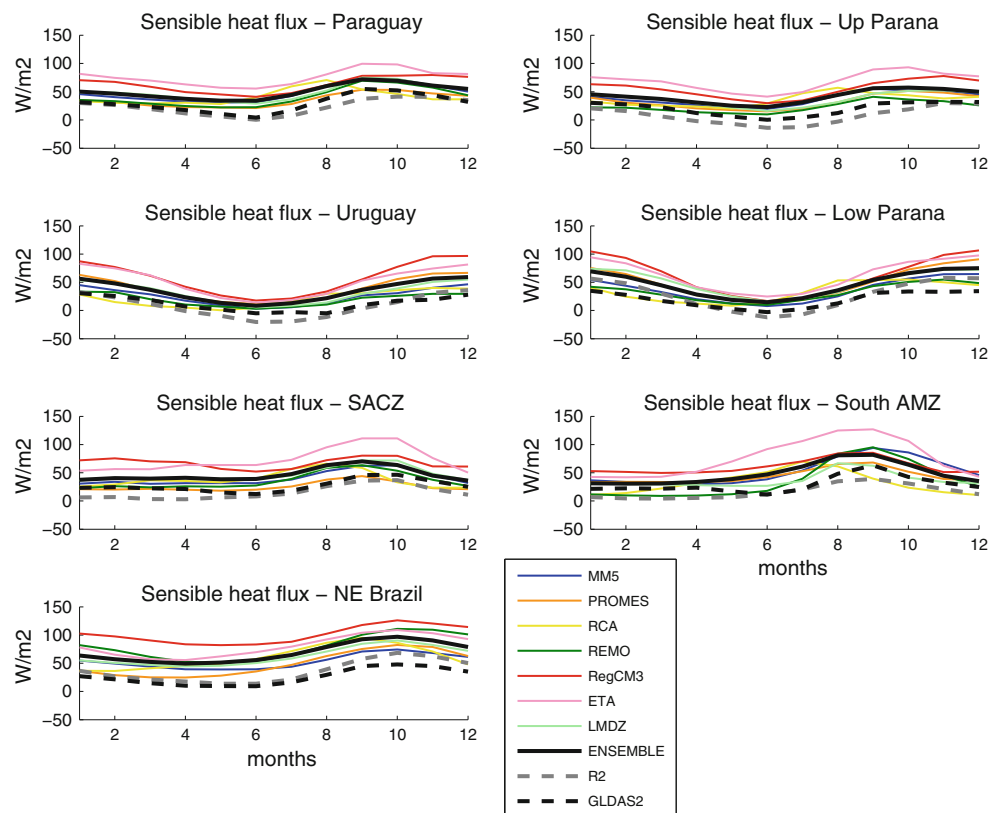 Sensible heat flux – Paraguay
W/m2
150
100
50
0
−50
2 4 6 8 10 12
Sensible heat flux – Up Parana
150
100
50
0
−50
2 4 6 8 10 12
Sensible heat flux – Uruguay
W/m2
150
100
50
0
−50
2 4 6 8 10 12
Sensible heat flux – Low Parana
150
100
50
0
−50
2 4 6 8 10 12
Sensible heat flux – SACZ
W/m2
150
100
50
0
−50
2 4 6 8 10 12
Sensible heat flux – South AMZ
150
100
50
0
−50
2 4 6 8 10 12
months
Sensible heat flux – NE Brazil
W/m2
150
100
50
0
−50
2 4 6 8 10 12
months
MM5
PROMES
RCA
REMO
RegCM3
ETA
LMDZ
ENSEMBLE
R2
GLDAS2